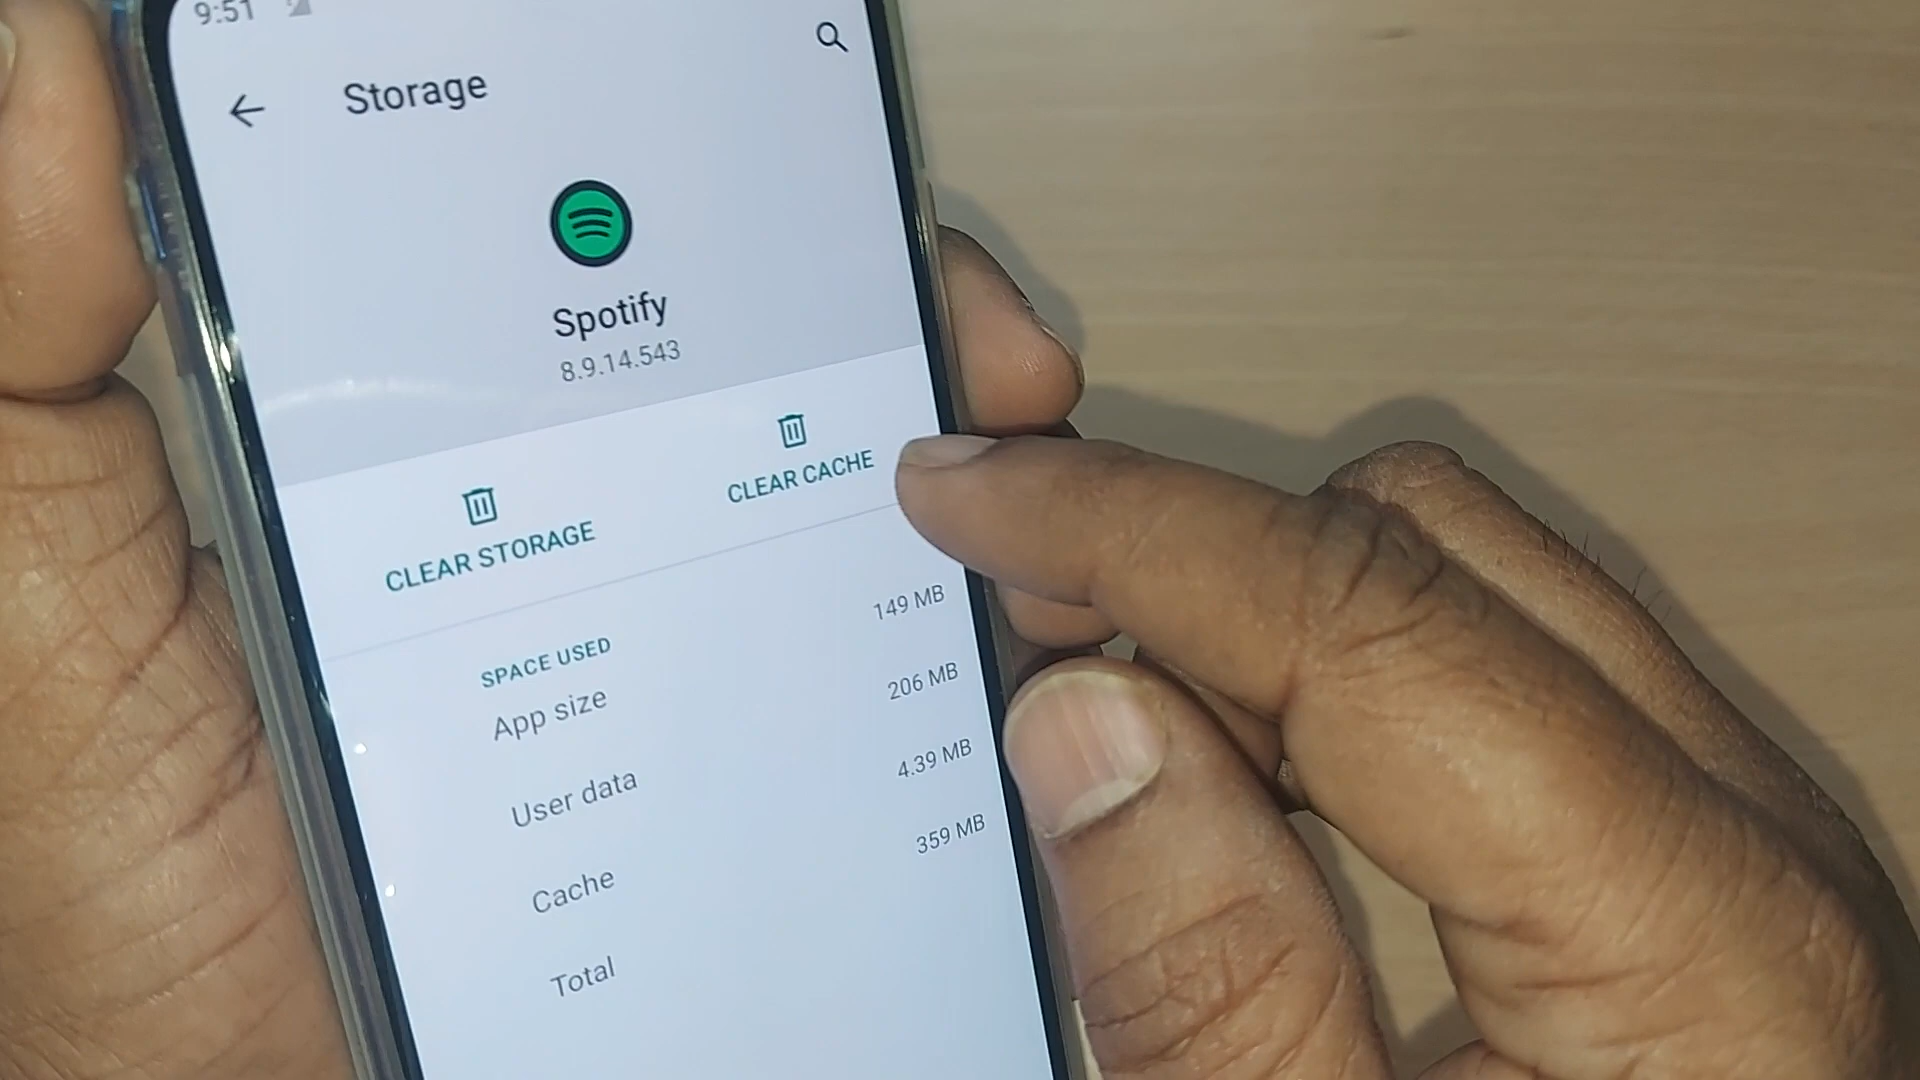 9:51
Storage
Spotify
8.9.14.543
CLEAR STORAGE
CLEAR CACHE
SPACE USED
App size
149 MB
User data
206 MB
Cache
4.39 MB
Total
359 MB